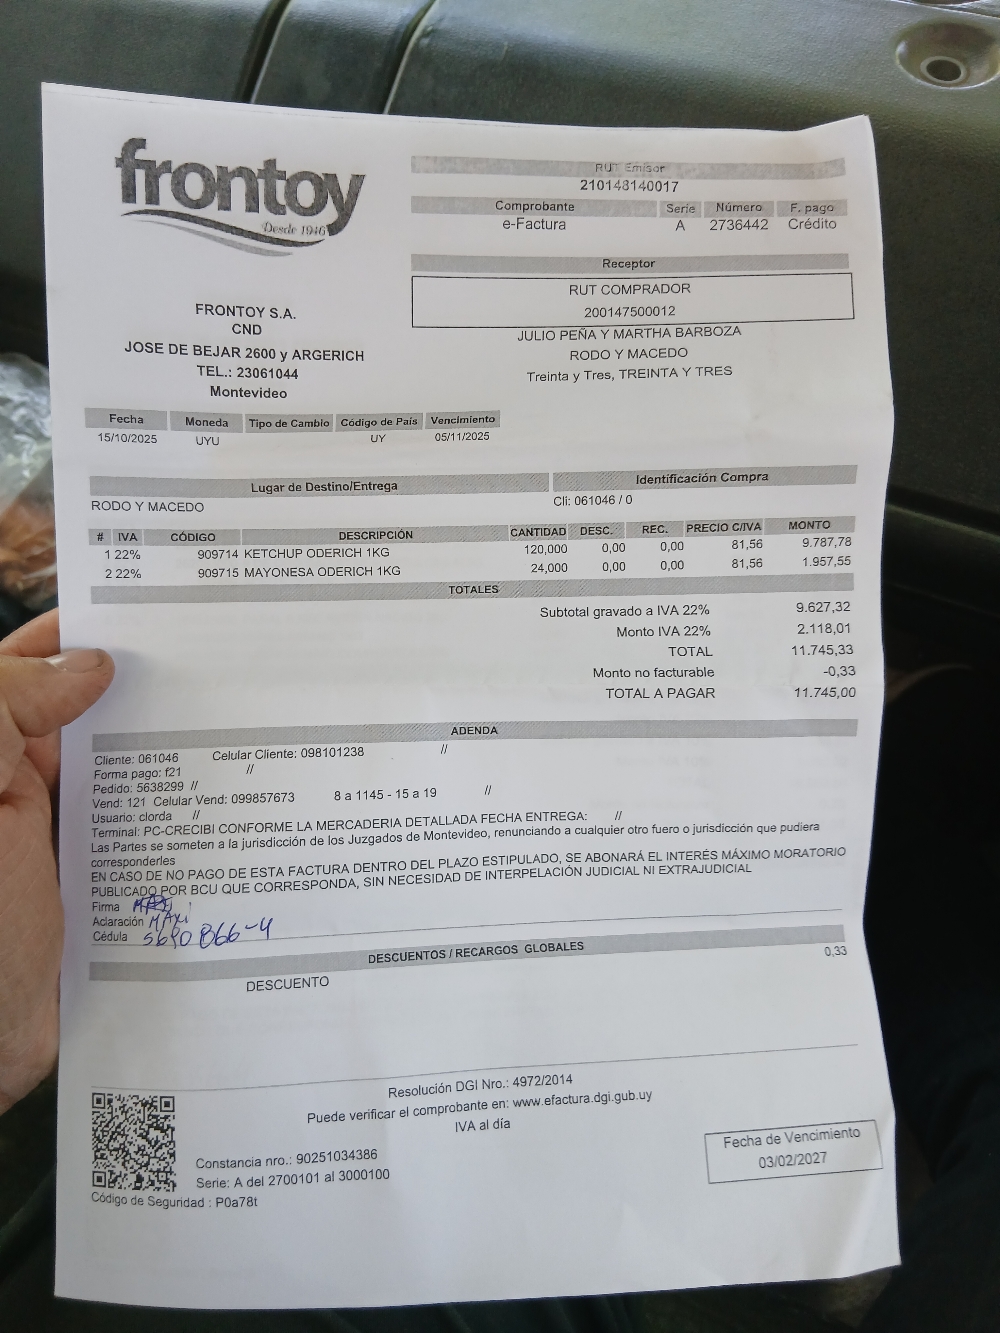 frontoy
Desde 1946
FRONTOY S.A.
CND
JOSE DE BEJAR 2600 y ARGERICH
TEL.: 23061044
Montevideo
RUT Emisor
210148140017
Comprobante Serie Número F. pago
e-Factura A 2736442 Crédito
Receptor
RUT COMPRADOR
200147500012
JULIO PEÑA Y MARTHA BARBOZA
RODO Y MACEDO
Treinta y Tres, TREINTA Y TRES
Fecha Moneda Tipo de Cambio Código de País Vencimiento
15/10/2025 UYU UY 05/11/2025
Lugar de Destino/Entrega Identificación Compra
RODO Y MACEDO Cli: 061046 / 0
# IVA CÓDIGO DESCRIPCIÓN CANTIDAD DESC. REC. PRECIO C/IVA MONTO
1 22% 909714 KETCHUP ODERICH 1KG 120,000 0,00 0,00 81,56 9.787,78
2 22% 909715 MAYONESA ODERICH 1KG 24,000 0,00 0,00 81,56 1.957,55
TOTALES
Subtotal gravado a IVA 22% 9.627,32
Monto IVA 22% 2.118,01
TOTAL 11.745,33
Monto no facturable -0,33
TOTAL A PAGAR 11.745,00
ADENDA
Cliente: 061046 Celular Cliente: 098101238 //
Forma pago: f21 //
Pedido: 5638299 //
Vend: 121 Celular Vend: 099857673 8 a 1145 - 15 a 19 //
Usuario: clorda //
Terminal: PC-CRECIBI CONFORME LA MERCADERIA DETALLADA FECHA ENTREGA: //
Las Partes se someten a la jurisdicción de los Juzgados de Montevideo, renunciando a cualquier otro fuero o jurisdicción que pudiera
corresponderles
EN CASO DE NO PAGO DE ESTA FACTURA DENTRO DEL PLAZO ESTIPULADO, SE ABONARÁ EL INTERÉS MÁXIMO MORATORIO
PUBLICADO POR BCU QUE CORRESPONDA, SIN NECESIDAD DE INTERPELACIÓN JUDICIAL NI EXTRAJUDICIAL
Firma
Aclaración MAXi
Cédula 5690866-4
DESCUENTOS / RECARGOS GLOBALES
DESCUENTO 0,33
Resolución DGI Nro.: 4972/2014
Puede verificar el comprobante en: www.efactura.dgi.gub.uy
IVA al día
Constancia nro.: 90251034386
Serie: A del 2700101 al 3000100
Código de Seguridad : P0a78t
Fecha de Vencimiento
03/02/2027